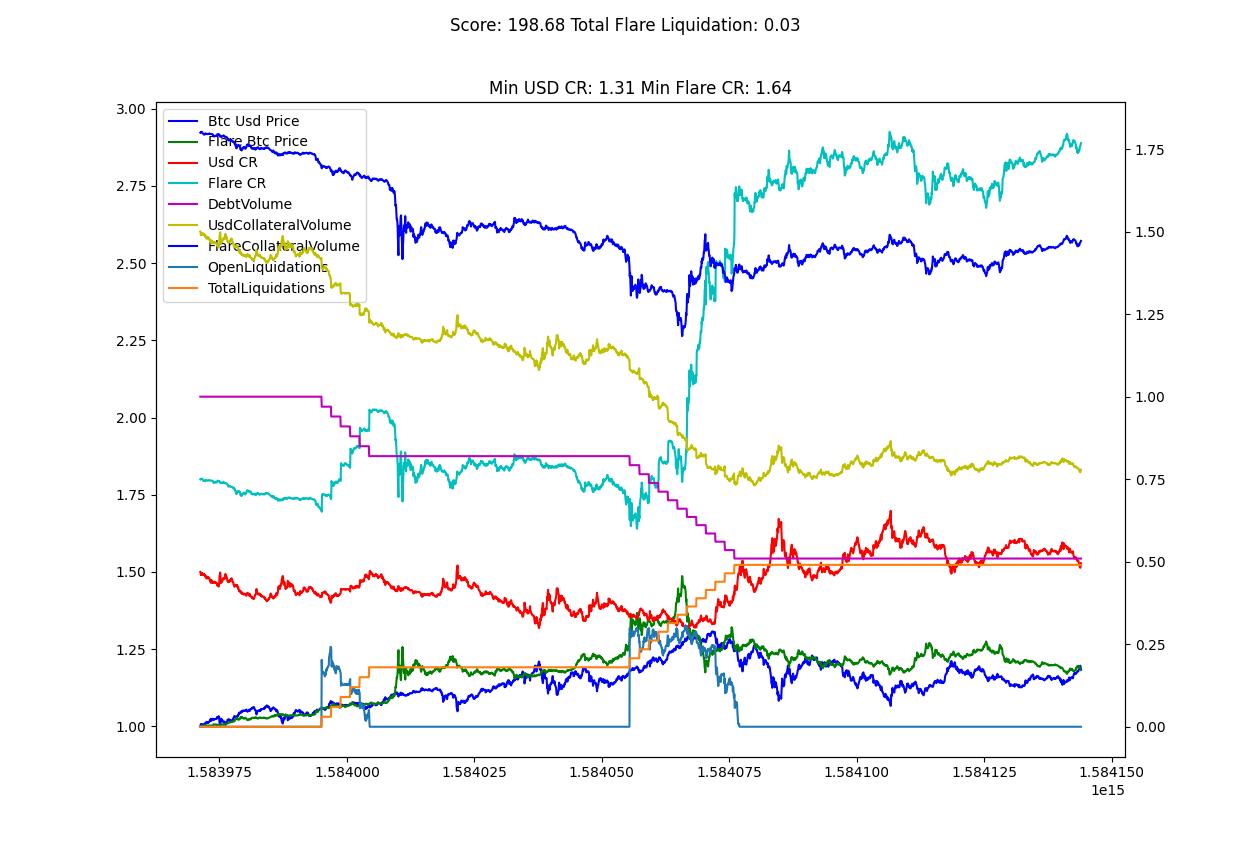 Score: 198.68 Total Flare Liquidation: 0.03
Min USD CR: 1.31 Min Flare CR: 1.64
Btc Usd Price
Flare Btc Price
Usd CR
Flare CR
DebtVolume
UsdCollateralVolume
FlareCollateralVolume
OpenLiquidations
TotalLiquidations
3.00
2.75
2.50
2.25
2.00
1.75
1.50
1.25
1.00
1.75
1.50
1.25
1.00
0.75
0.50
0.25
0.00
1.583975 1.584000 1.584025 1.584050 1.584075 1.584100 1.584125 1.584150
1e15